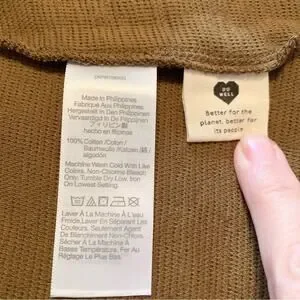 Made in Philippines
Fabrique Aux Philippines
Hergestellt In Den Philippinen
Vervaardigd In De Filippijnen
フィリピン製
hecho en filipinas
100% Cotton /Coton /
Baumwolle /Katoen /綿 /
algodón
Machine Wash Cold With Like
Colors, Non-Chlorine Bleach
Only, Tumble Dry Low, Iron
On Lowest Setting.
Laver À La Machine À L'eau
Froide, Laver En Séparant Les
Couleurs, Seulement Agent
De Blanchiment Non-Chloré,
Sécher À La Machine À
Basse Température, Fer Au
Réglage Le Plus Bas.
DO
WELL
Better for the
planet, better for
its people.